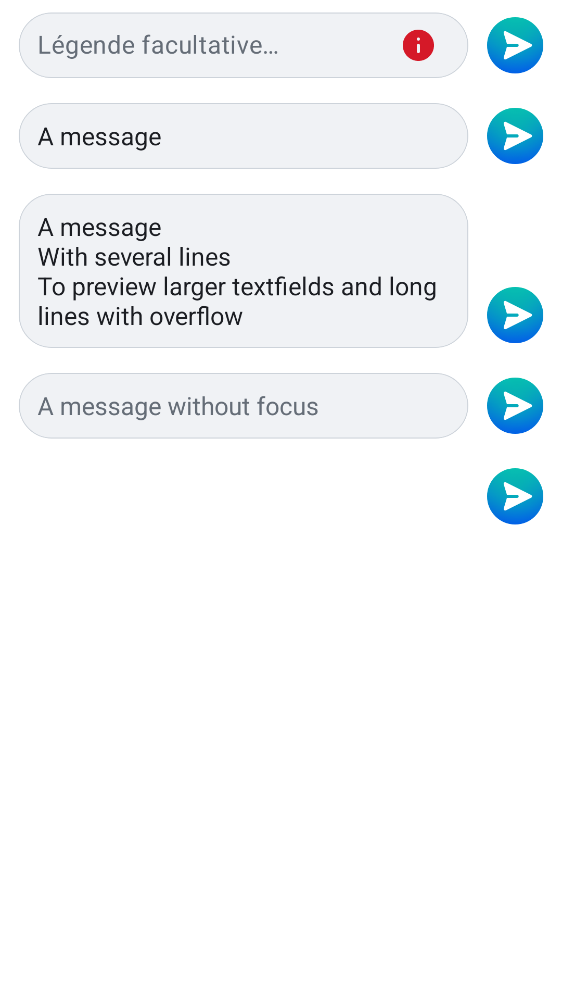 Légende facultative…
A message
A message
With several lines
To preview larger textfields and long
lines with overflow
A message without focus